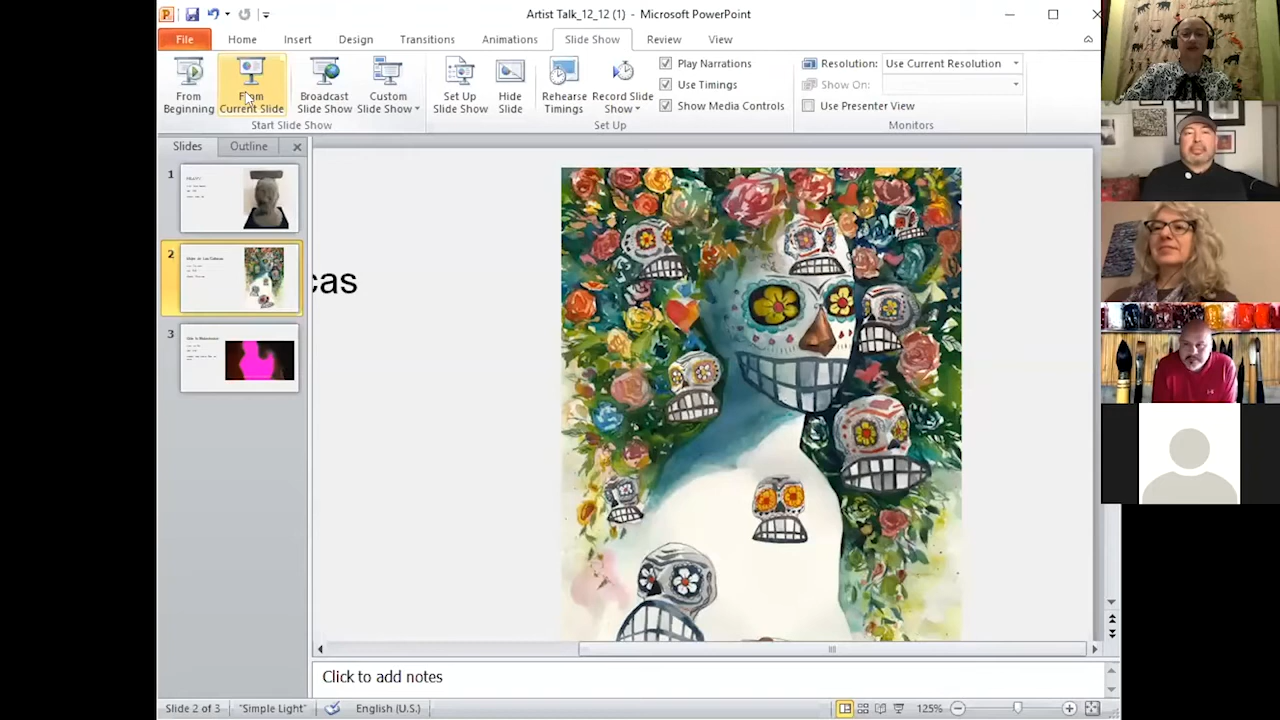 Artist Talk_12_12 (1) - Microsoft PowerPoint
File Home Insert Design Transitions Animations Slide Show Review View
From Beginning
From Current Slide
Broadcast Slide Show
Custom Slide Show
Start Slide Show
Set Up Slide Show
Hide Slide
Rehearse Timings
Record Slide Show
Play Narrations
Use Timings
Show Media Controls
Set Up
Resolution: Use Current Resolution
Show On:
Use Presenter View
Monitors
Slides Outline
1
2
3
cas
Click to add notes
Slide 2 of 3 "Simple Light" English (U.S.) 125%